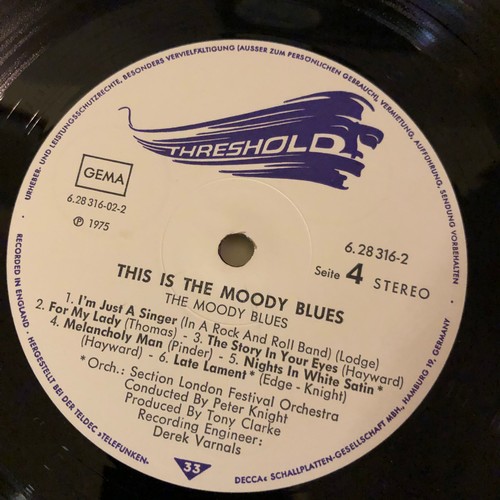 URHEBER- UND LEISTUNGSSCHUTZRECHTE, BESONDERS VERVIELFÄLTIGUNG (AUSSER ZUM PERSÖNLICHEN GEBRAUCH), VERMIETUNG, AUFFÜHRUNG, SENDUNG VORBEHALTEN ·
THRESHOLD
GEMA
6.28 316-02-2
℗ 1975
6.28316-2
Seite 4 STEREO
THIS IS THE MOODY BLUES
THE MOODY BLUES
1. I'm Just A Singer (In A Rock And Roll Band) (Lodge)
2. For My Lady (Thomas) - 3. The Story In Your Eyes (Hayward)
4. Melancholy Man (Pinder) - 5. Nights In White Satin*
(Hayward) - 6. Late Lament* (Edge - Knight)
*Orch.: Section London Festival Orchestra
Conducted By Peter Knight
Produced By Tony Clarke
Recording Engineer:
Derek Varnals
RECORDED IN ENGLAND · HERGESTELLT BEI DER TELDEC »TELEFUNKEN-
33
DECCA« SCHALLPLATTEN-GESELLSCHAFT MBH., HAMBURG 19, GERMANY